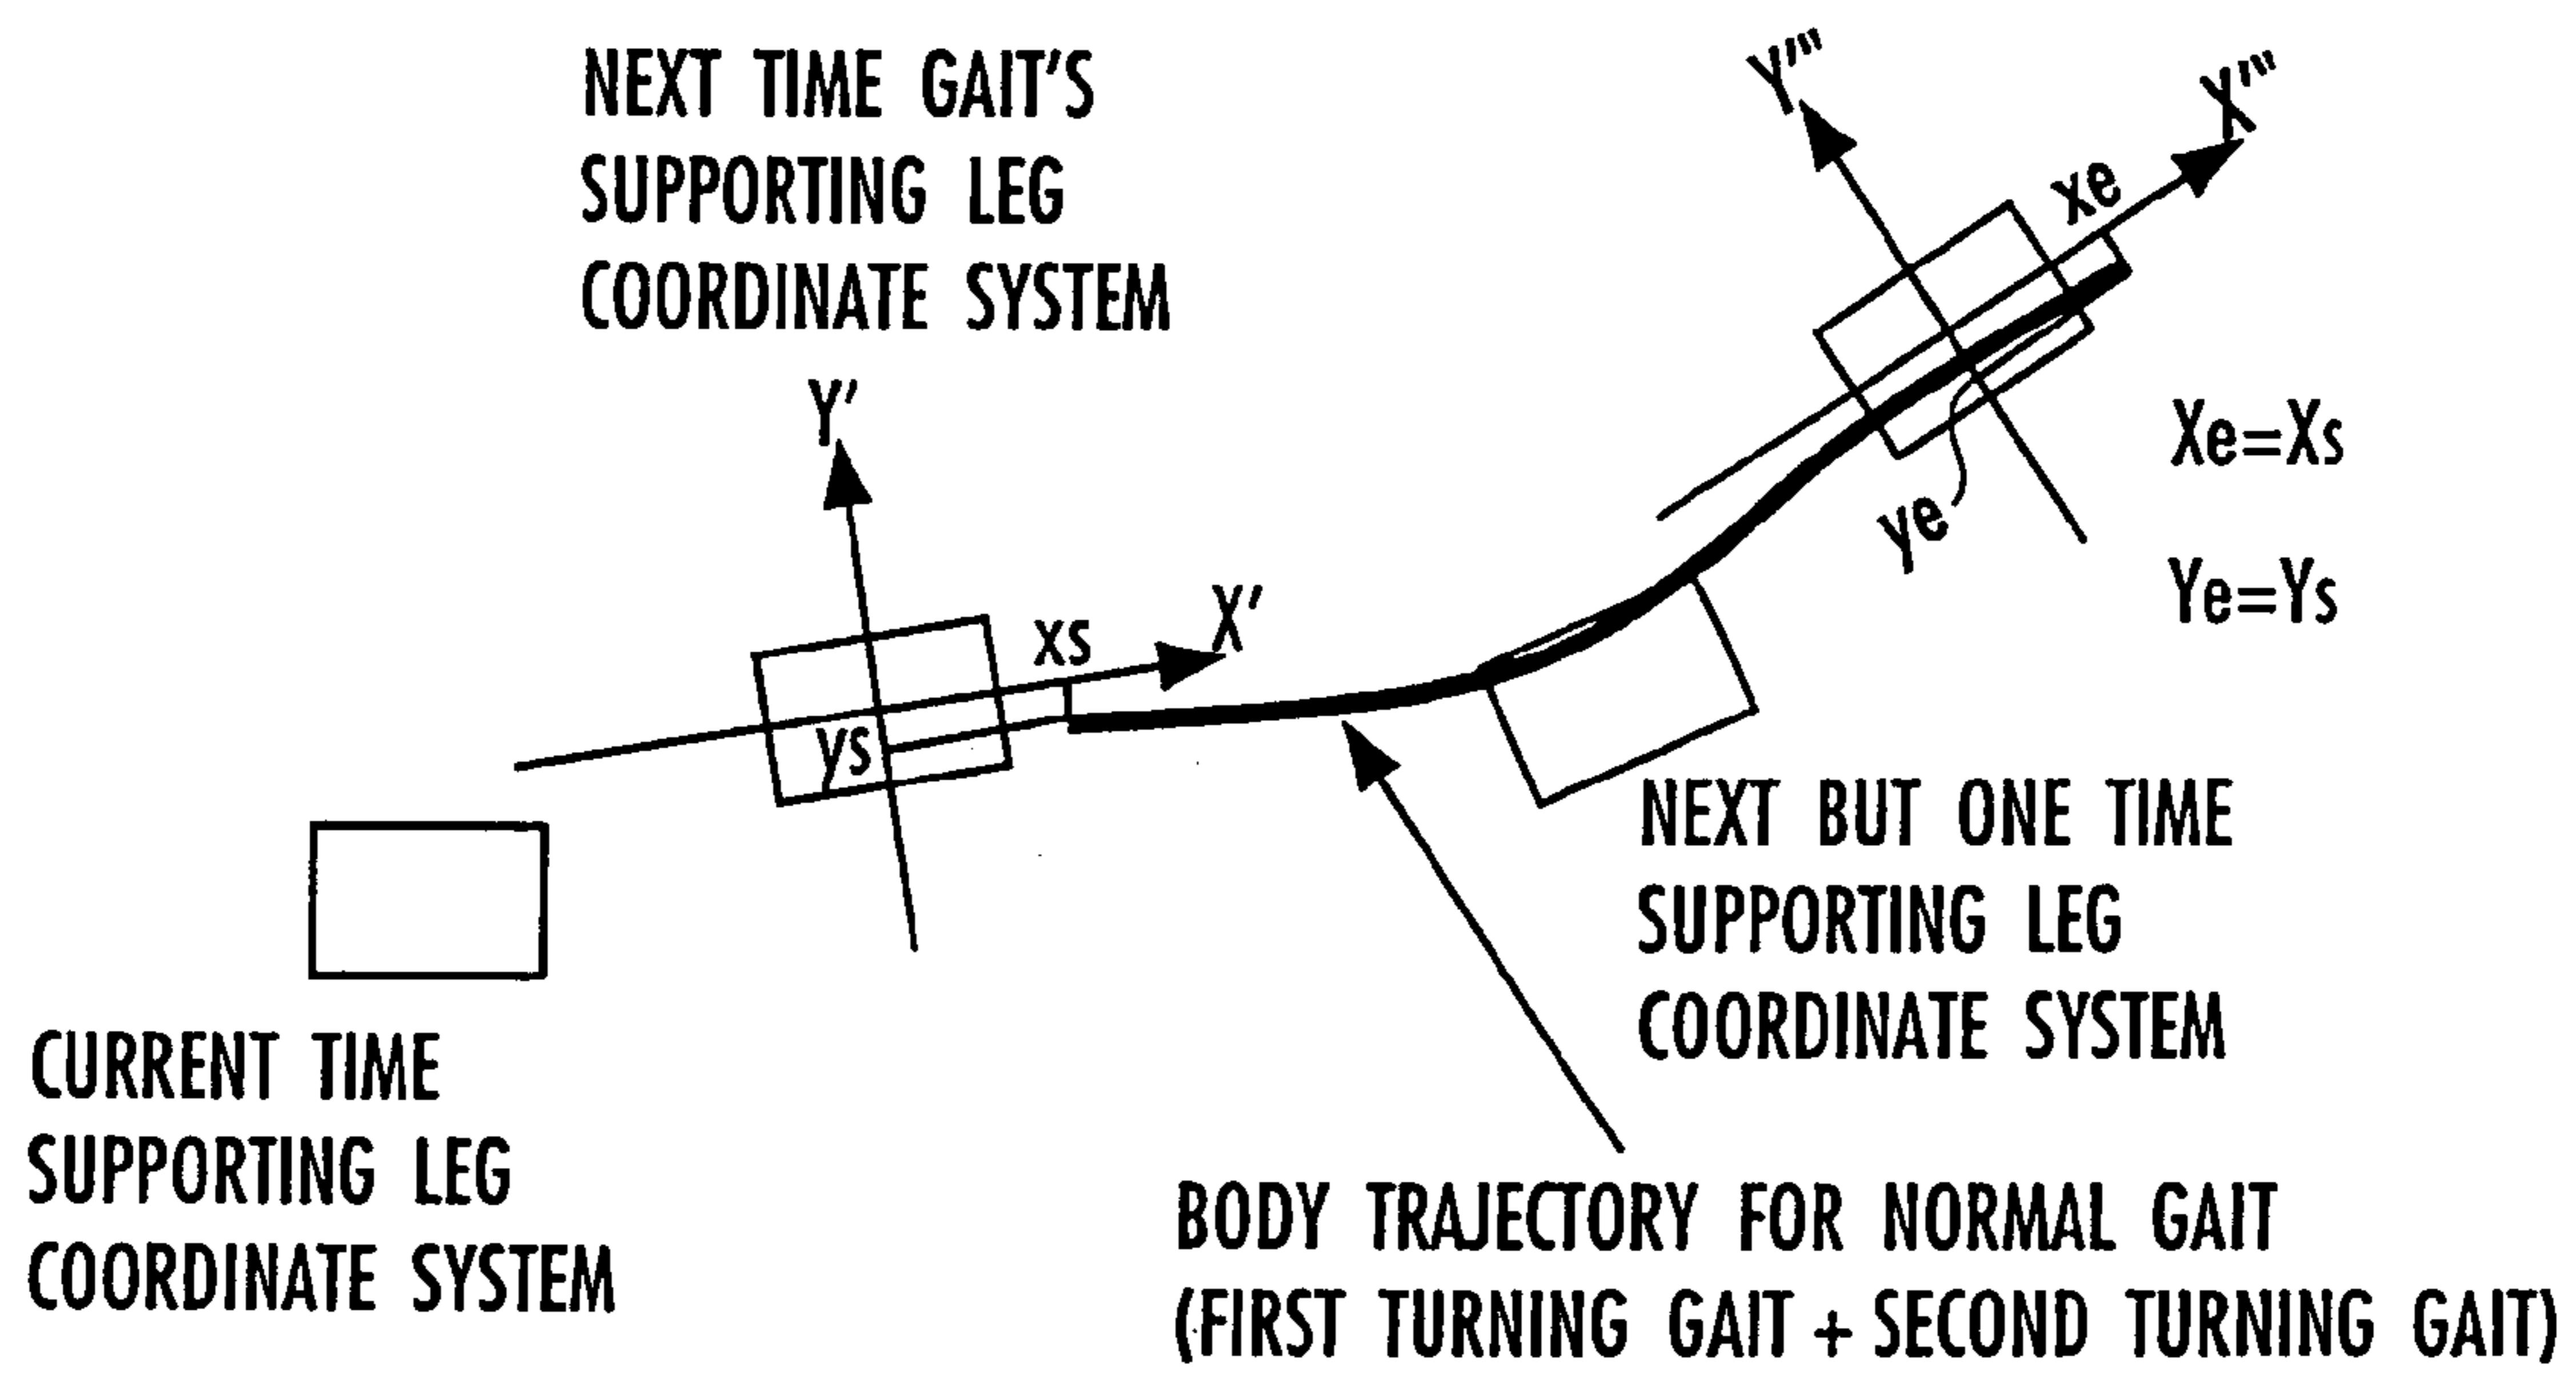 NEXT TIME GAIT'S
SUPPORTING LEG
COORDINATE SYSTEM
Y'''
X'''
xe
Y'
Xe=Xs
ye
Ye=Ys
X'
xs
ys
NEXT BUT ONE TIME
SUPPORTING LEG
COORDINATE SYSTEM
CURRENT TIME
SUPPORTING LEG
COORDINATE SYSTEM
BODY TRAJECTORY FOR NORMAL GAIT
(FIRST TURNING GAIT + SECOND TURNING GAIT)